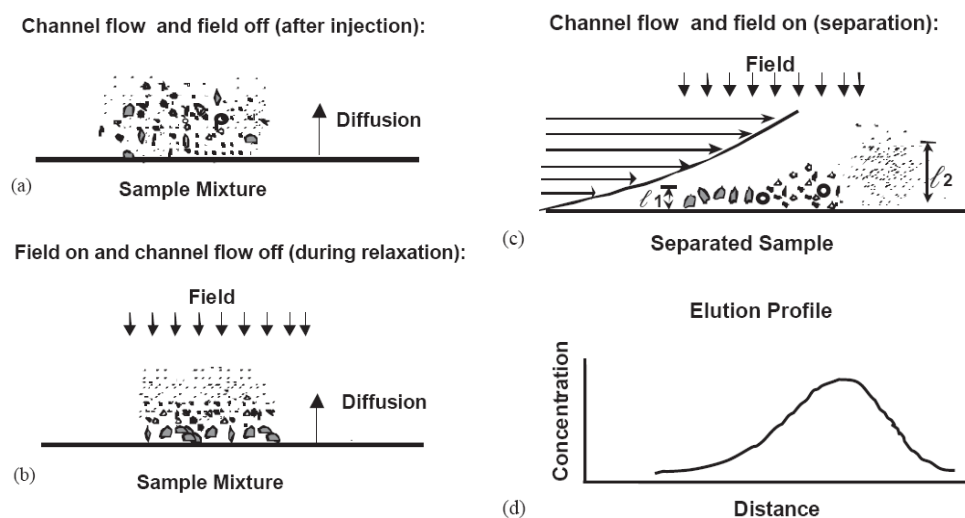 Channel flow and field off (after injection):
Diffusion
(a)
Sample Mixture
Field on and channel flow off (during relaxation):
Field
Diffusion
(b)
Sample Mixture
Channel flow and field on (separation):
Field
ℓ1
ℓ2
(c)
Separated Sample
Elution Profile
Concentration
(d)
Distance